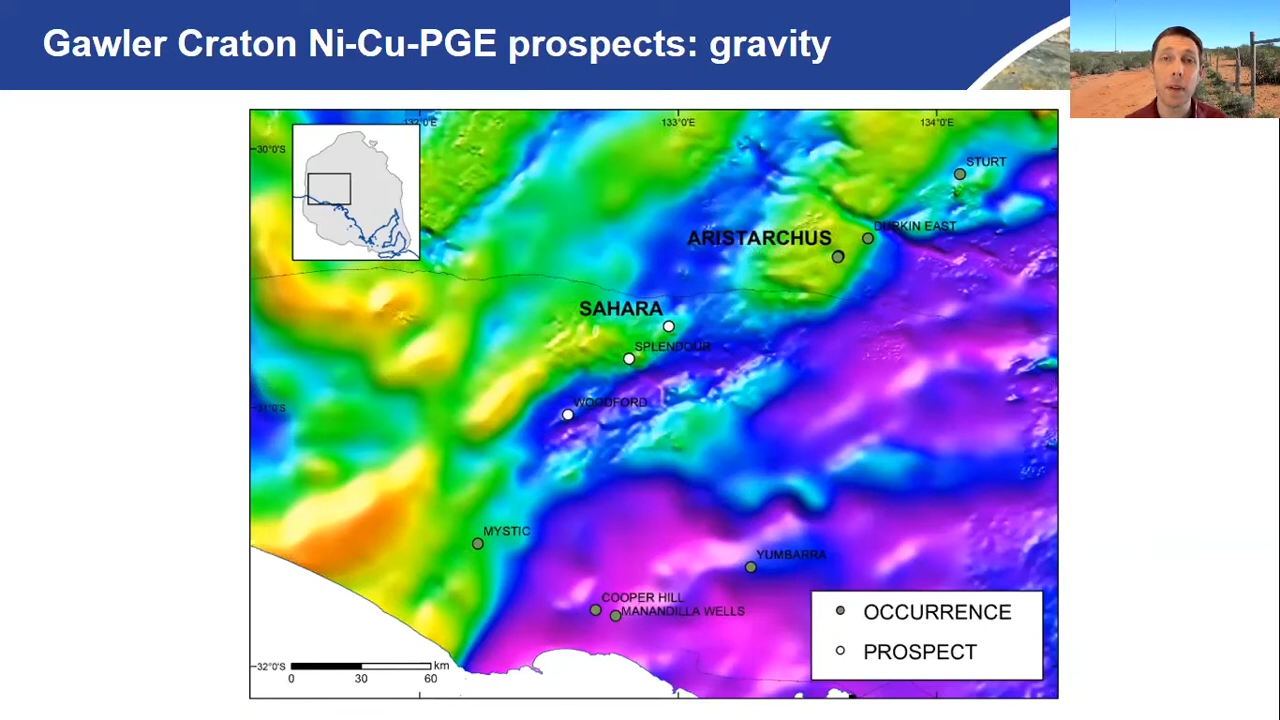 Gawler Craton Ni-Cu-PGE prospects: gravity
132°0'E
133°0'E
134°0'E
30°0'S
STURT
DURKIN EAST
ARISTARCHUS
SAHARA
SPLENDOUR
31°0'S
WOODFORD
MYSTIC
YUMBARRA
COOPER HILL
MANANDILLA WELLS
OCCURRENCE
PROSPECT
32°0'S
km
0 30 60